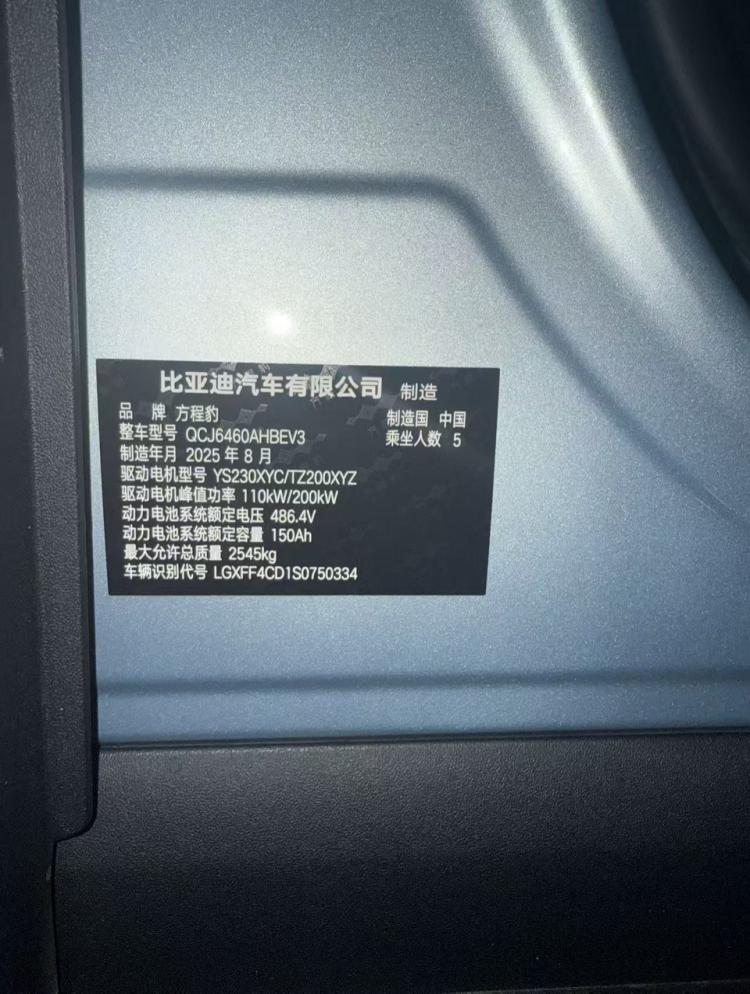 比亚迪汽车有限公司 制造
品 牌 方程豹 制造国 中国
整车型号 QCJ6460AHBEV3 乘坐人数 5
制造年月 2025 年 8 月
驱动电机型号 YS230XYC/TZ200XYZ
驱动电机峰值功率 110kW/200kW
动力电池系统额定电压 486.4V
动力电池系统额定容量 150Ah
最大允许总质量 2545kg
车辆识别代号 LGXFF4CD1S0750334